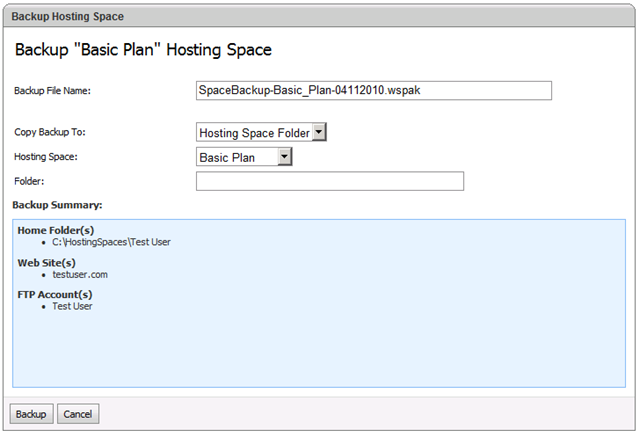 Backup Hosting Space
Backup "Basic Plan" Hosting Space
Backup File Name: SpaceBackup-Basic_Plan-04112010.wspak
Copy Backup To: Hosting Space Folder
Hosting Space: Basic Plan
Folder:
Backup Summary:
Home Folder(s)
• C:\HostingSpaces\Test User
Web Site(s)
• testuser.com
FTP Account(s)
• Test User
Backup Cancel